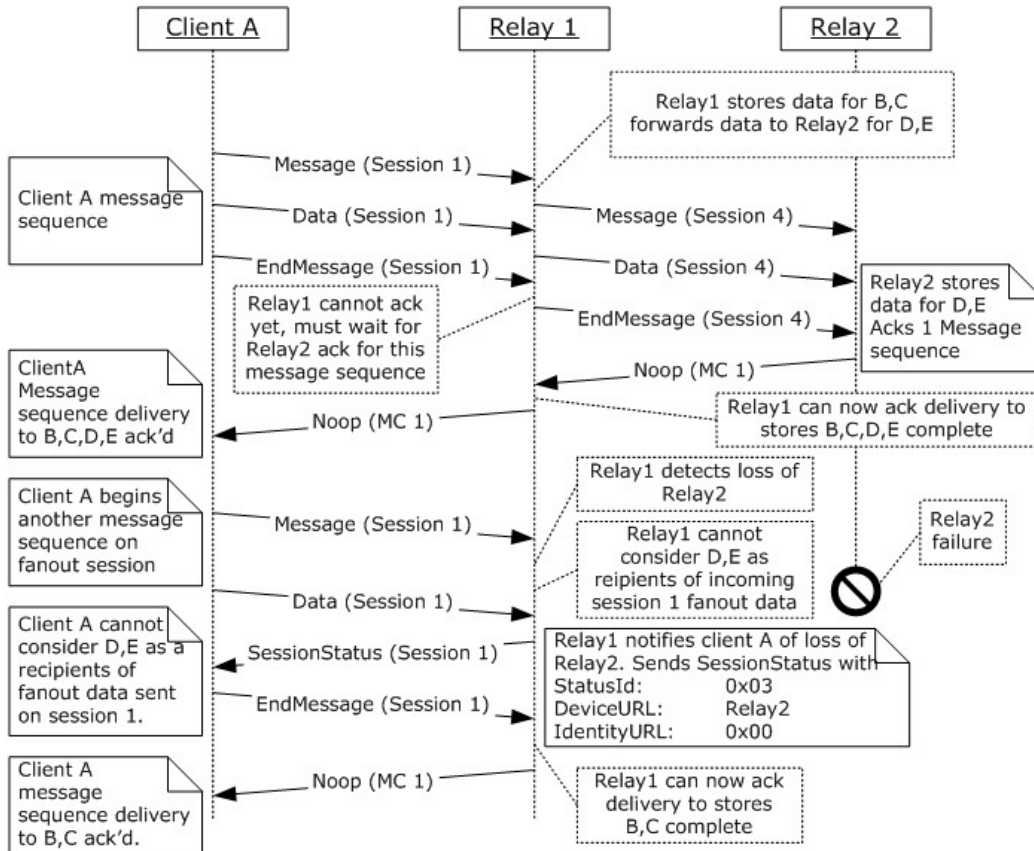 Client A
Relay 1
Relay 2
Relay1 stores data for B,C
forwards data to Relay2 for D,E
Message (Session 1)
Client A message
sequence
Data (Session 1)
Message (Session 4)
EndMessage (Session 1)
Data (Session 4)
Relay2 stores
data for D,E
Acks 1 Message
sequence
Relay1 cannot ack
yet, must wait for
Relay2 ack for this
message sequence
EndMessage (Session 4)
ClientA
Message
sequence delivery
to B,C,D,E ack’d
Noop (MC 1)
Noop (MC 1)
Relay1 can now ack delivery to
stores B,C,D,E complete
Relay1 detects loss of
Relay2
Client A begins
another message
sequence on
fanout session
Message (Session 1)
Relay1 cannot
consider D,E as
reipients of incoming
session 1 fanout data
Relay2
failure
Data (Session 1)
Client A cannot
consider D,E as a
recipients of
fanout data sent
on session 1.
SessionStatus (Session 1)
Relay1 notifies client A of loss of
Relay2. Sends SessionStatus with
StatusId: 0x03
DeviceURL: Relay2
IdentityURL: 0x00
EndMessage (Session 1)
Client A
message
sequence delivery
to B,C ack’d.
Noop (MC 1)
Relay1 can now ack
delivery to stores
B,C complete